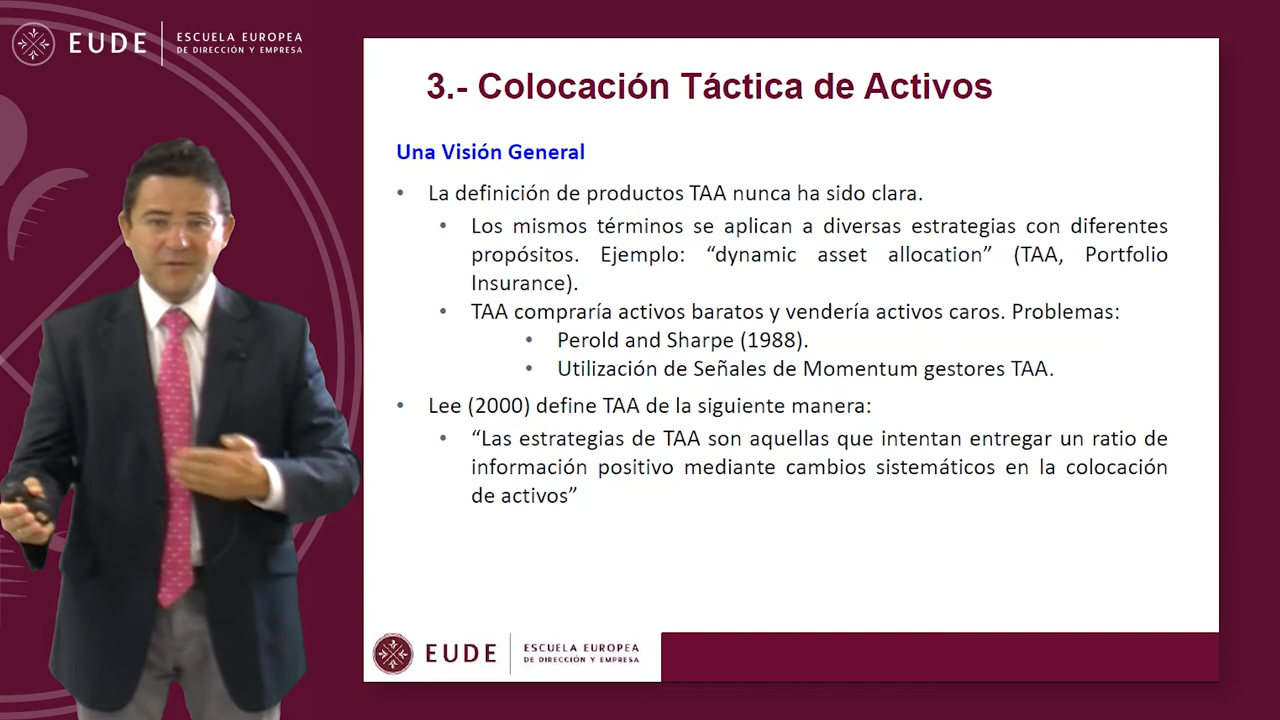 EUDE
ESCUELA EUROPEA
DE DIRECCIÓN Y EMPRESA
3.- Colocación Táctica de Activos
Una Visión General
• La definición de productos TAA nunca ha sido clara.
• Los mismos términos se aplican a diversas estrategias con diferentes
propósitos. Ejemplo: “dynamic asset allocation” (TAA, Portfolio
Insurance).
• TAA compraría activos baratos y vendería activos caros. Problemas:
• Perold and Sharpe (1988).
• Utilización de Señales de Momentum gestores TAA.
• Lee (2000) define TAA de la siguiente manera:
• “Las estrategias de TAA son aquellas que intentan entregar un ratio de
información positivo mediante cambios sistemáticos en la colocación
de activos”
EUDE
ESCUELA EUROPEA
DE DIRECCIÓN Y EMPRESA